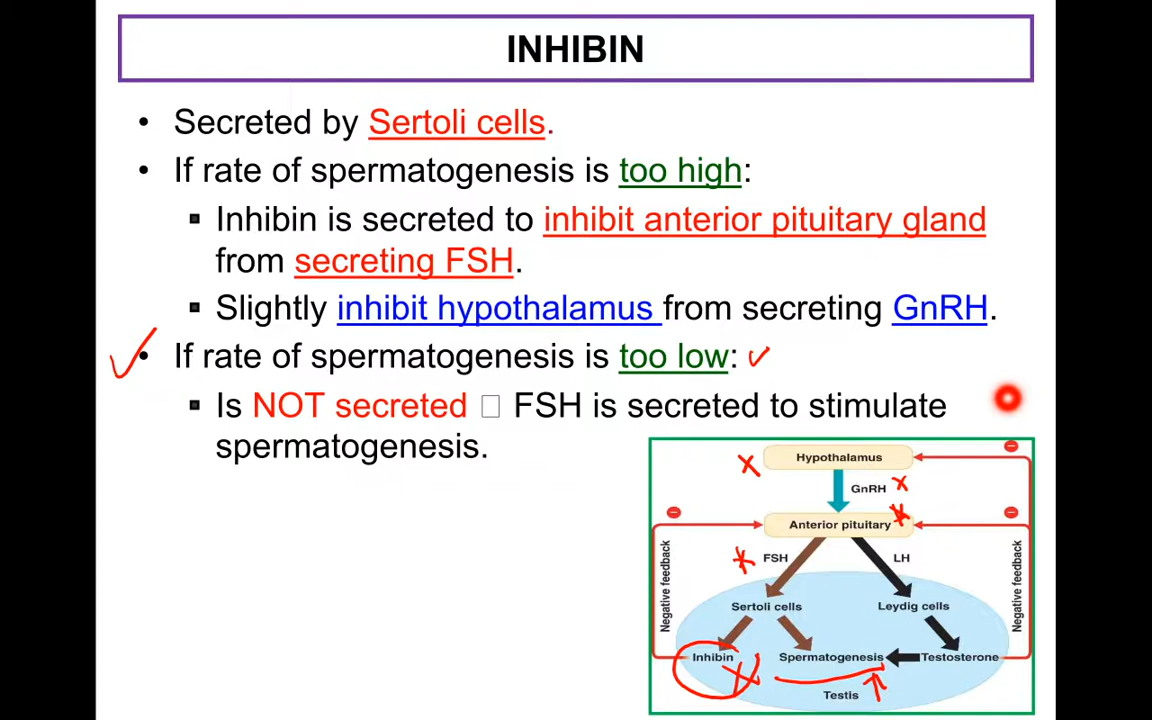 INHIBIN
• Secreted by Sertoli cells.
• If rate of spermatogenesis is too high:
▪ Inhibin is secreted to inhibit anterior pituitary gland
from secreting FSH.
▪ Slightly inhibit hypothalamus from secreting GnRH.
• If rate of spermatogenesis is too low:
▪ Is NOT secreted □ FSH is secreted to stimulate
spermatogenesis.
Hypothalamus
GnRH
Anterior pituitary
FSH
LH
Negative feedback
Negative feedback
Sertoli cells
Leydig cells
Inhibin
Spermatogenesis
Testosterone
Testis